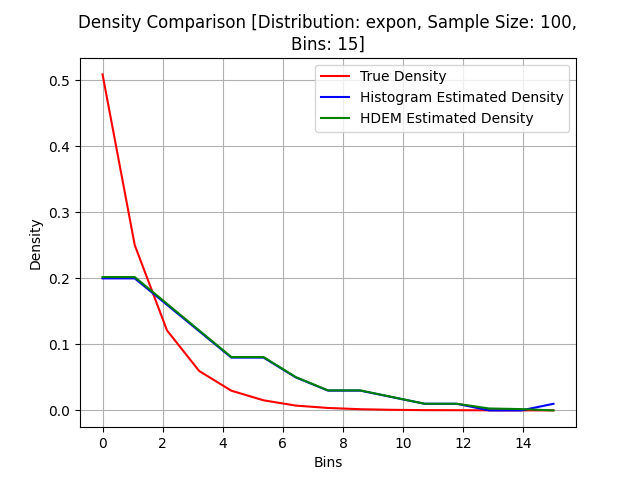 Density Comparison [Distribution: expon, Sample Size: 100,
Bins: 15]
True Density
Histogram Estimated Density
HDEM Estimated Density
Density
0.5
0.4
0.3
0.2
0.1
0.0
0 2 4 6 8 10 12 14
Bins